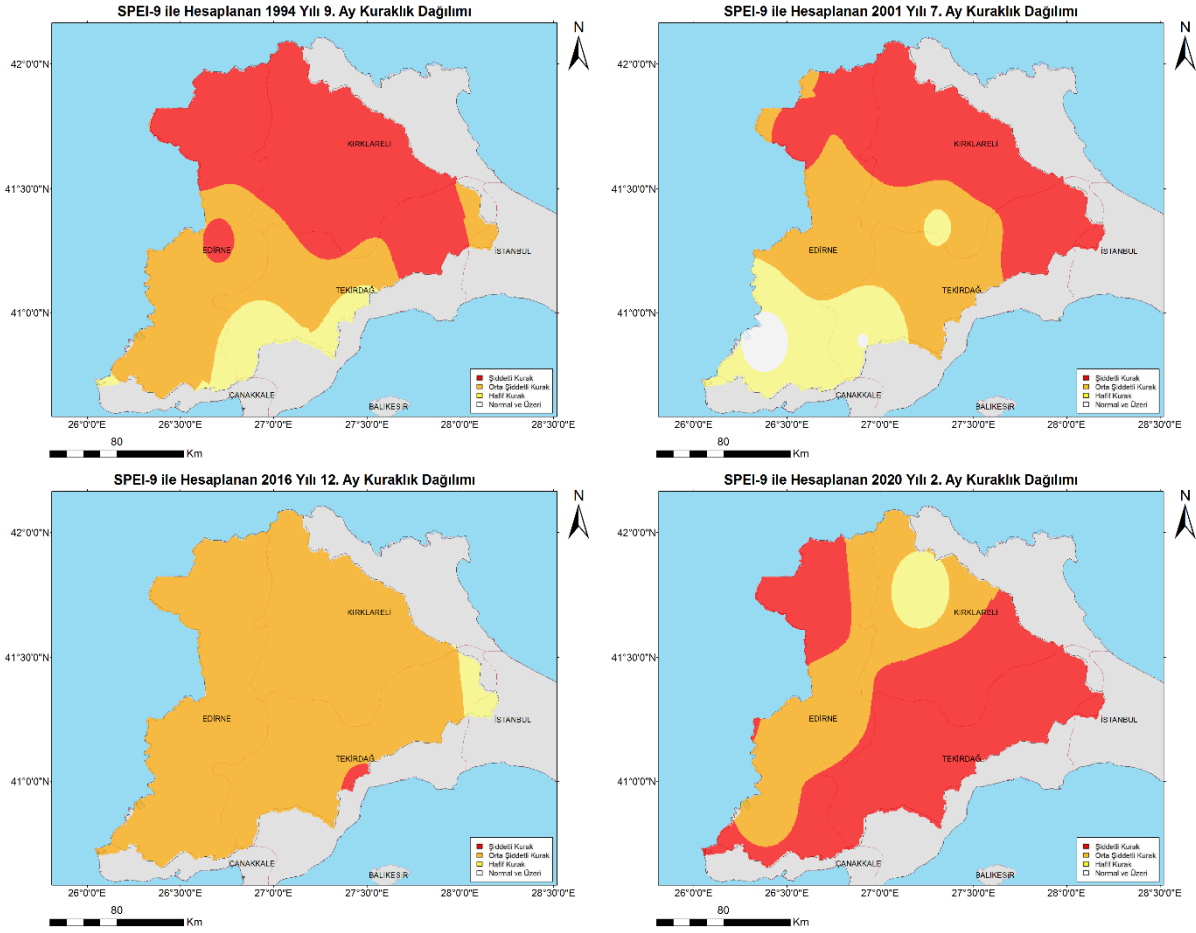 SPEI-9 ile Hesaplanan 1994 Yılı 9. Ay Kuraklık Dağılımı
N
42°0'0"N
41°30'0"N
41°0'0"N
KIRKLARELİ
EDİRNE
İSTANBUL
TEKİRDAĞ
ÇANAKKALE
BALIKESİR
Şiddetli Kurak
Orta Şiddetli Kurak
Hafif Kurak
Normal ve Üzeri
26°0'0"E 26°30'0"E 27°0'0"E 27°30'0"E 28°0'0"E 28°30'0"E
80
Km
SPEI-9 ile Hesaplanan 2001 Yılı 7. Ay Kuraklık Dağılımı
N
42°0'0"N
41°30'0"N
41°0'0"N
KIRKLARELİ
EDİRNE
İSTANBUL
TEKİRDAĞ
ÇANAKKALE
BALIKESİR
Şiddetli Kurak
Orta Şiddetli Kurak
Hafif Kurak
Normal ve Üzeri
26°0'0"E 26°30'0"E 27°0'0"E 27°30'0"E 28°0'0"E 28°30'0"E
80
Km
SPEI-9 ile Hesaplanan 2016 Yılı 12. Ay Kuraklık Dağılımı
N
42°0'0"N
41°30'0"N
41°0'0"N
KIRKLARELİ
EDİRNE
İSTANBUL
TEKİRDAĞ
ÇANAKKALE
BALIKESİR
Şiddetli Kurak
Orta Şiddetli Kurak
Hafif Kurak
Normal ve Üzeri
26°0'0"E 26°30'0"E 27°0'0"E 27°30'0"E 28°0'0"E 28°30'0"E
80
Km
SPEI-9 ile Hesaplanan 2020 Yılı 2. Ay Kuraklık Dağılımı
N
42°0'0"N
41°30'0"N
41°0'0"N
KIRKLARELİ
EDİRNE
İSTANBUL
TEKİRDAĞ
ÇANAKKALE
BALIKESİR
Şiddetli Kurak
Orta Şiddetli Kurak
Hafif Kurak
Normal ve Üzeri
26°0'0"E 26°30'0"E 27°0'0"E 27°30'0"E 28°0'0"E 28°30'0"E
80
Km